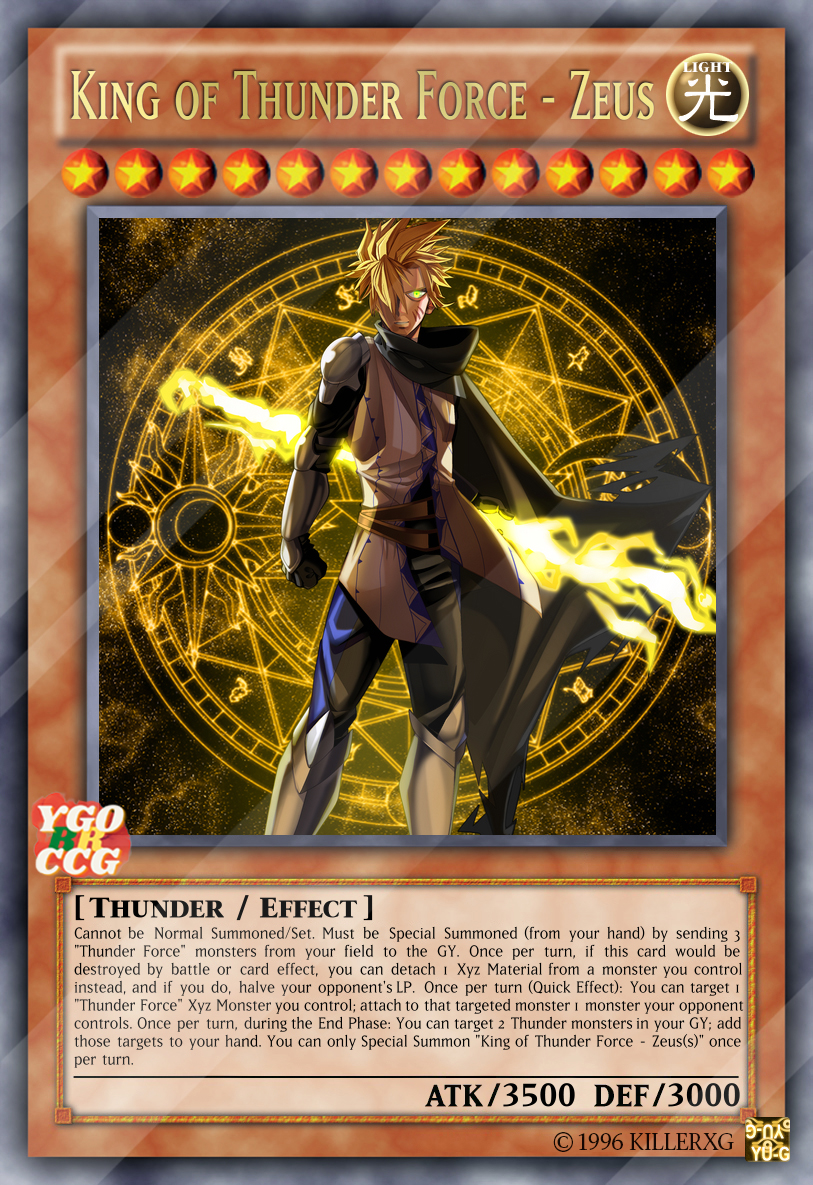 King of Thunder Force - Zeus
LIGHT
光
YGO
CCG
[ Thunder / Effect ]
Cannot be Normal Summoned/Set. Must be Special Summoned (from your hand) by sending 3
"Thunder Force" monsters from your field to the GY. Once per turn, if this card would be
destroyed by battle or card effect, you can detach 1 Xyz Material from a monster you control
instead, and if you do, halve your opponent's LP. Once per turn (Quick Effect): You can target 1
"Thunder Force" Xyz Monster you control; attach to that targeted monster 1 monster your opponent
controls. Once per turn, during the End Phase: You can target 2 Thunder monsters in your GY; add
those targets to your hand. You can only Special Summon "King of Thunder Force - Zeus(s)" once
per turn.
ATK/3500 DEF/3000
© 1996 KILLERXG